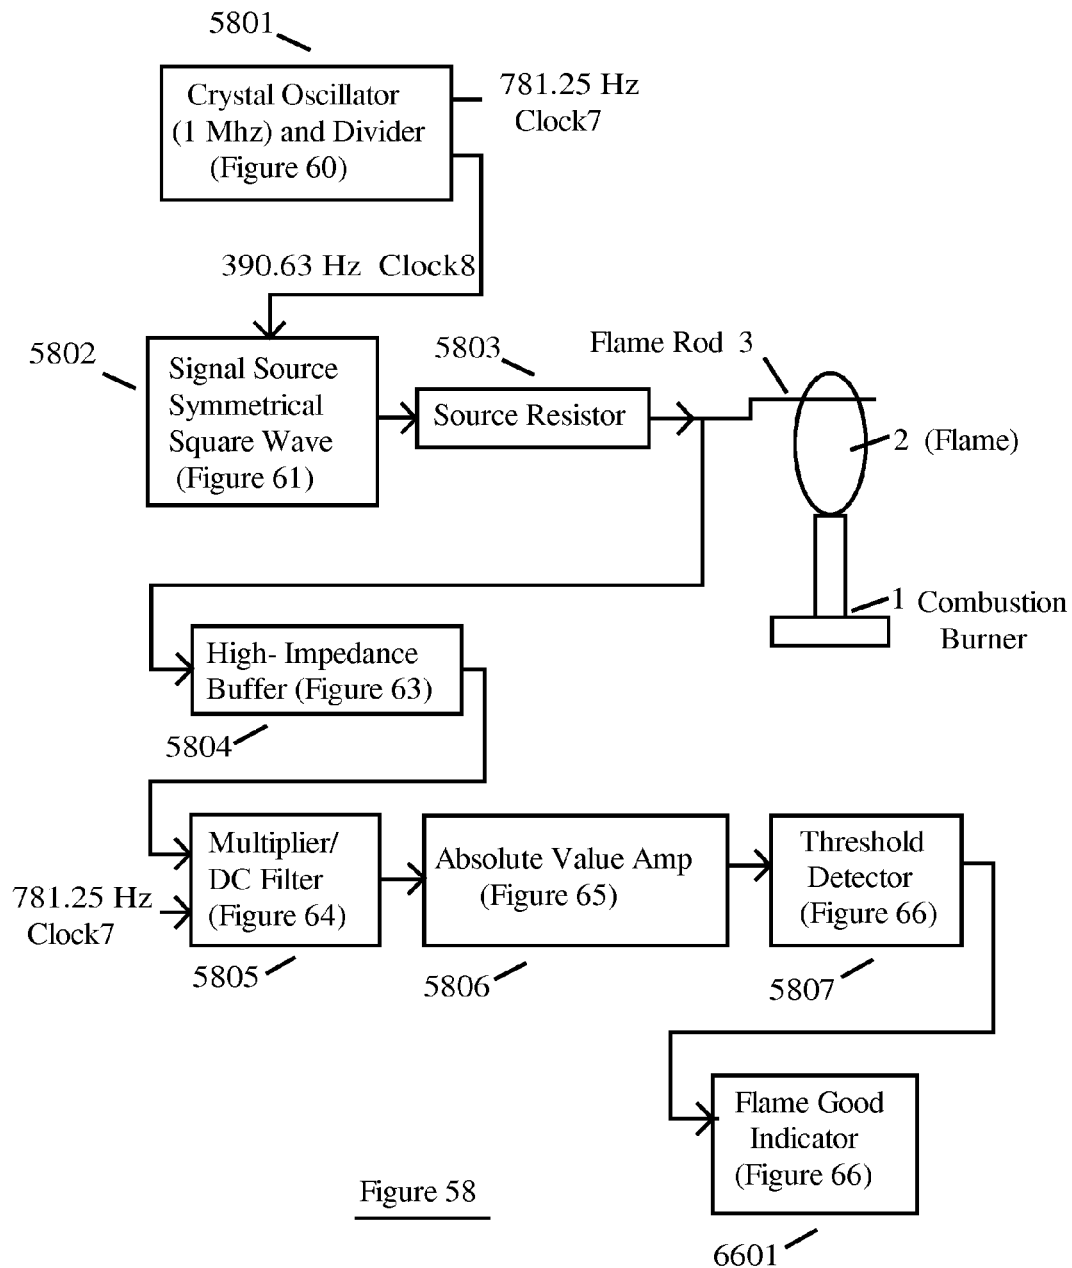 5801
Crystal Oscillator
(1 Mhz) and Divider
(Figure 60)
781.25 Hz
Clock7
390.63 Hz Clock8
5802
Signal Source
Symmetrical
Square Wave
(Figure 61)
5803
Source Resistor
Flame Rod 3
2 (Flame)
1 Combustion
Burner
High- Impedance
Buffer (Figure 63)
5804
781.25 Hz
Clock7
Multiplier/
DC Filter
(Figure 64)
5805
Absolute Value Amp
(Figure 65)
5806
Threshold
Detector
(Figure 66)
5807
Flame Good
Indicator
(Figure 66)
6601
Figure 58